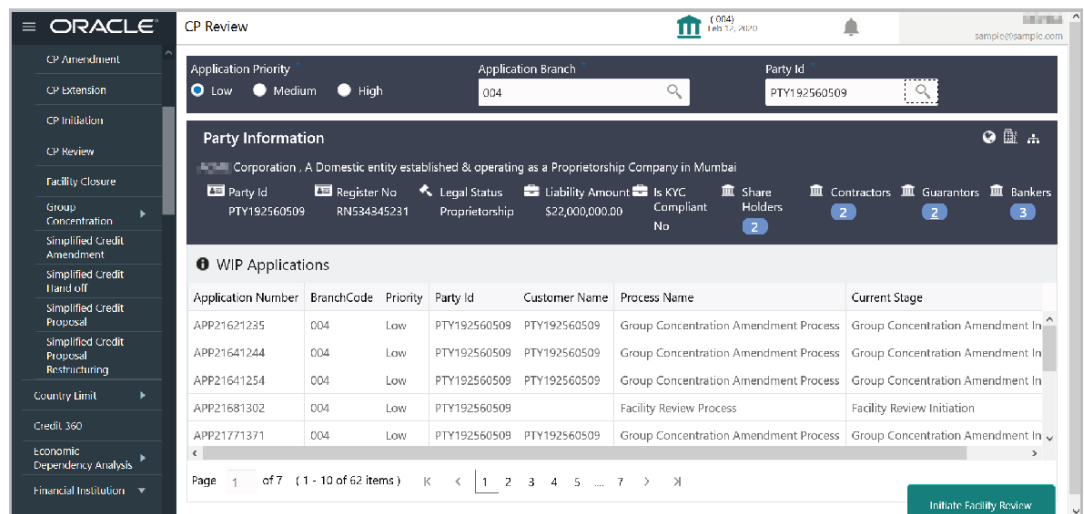 ORACLE
CP Review
(004)
Feb 12, 2020
sample@sample.com
CP Amendment
CP Extension
CP Initiation
CP Review
Facility Closure
Group
Concentration
Simplified Credit
Amendment
Simplified Credit
Hand off
Simplified Credit
Proposal
Simplified Credit
Proposal
Restructuring
Country Limit
Credit 360
Economic
Dependency Analysis
Financial Institution
Application Priority *
Low Medium High
Application Branch *
004
Party Id *
PTY192560509
Party Information
Corporation , A Domestic entity established & operating as a Proprietorship Company in Mumbai
Party Id
PTY192560509
Register No
RN534345231
Legal Status
Proprietorship
Liability Amount
$22,000,000.00
Is KYC
Compliant
No
Share
Holders
2
Contractors
2
Guarantors
2
Bankers
3
WIP Applications
Application Number BranchCode Priority Party Id Customer Name Process Name Current Stage
APP21621235 004 Low PTY192560509 PTY192560509 Group Concentration Amendment Process Group Concentration Amendment In
APP21641244 004 Low PTY192560509 PTY192560509 Group Concentration Amendment Process Group Concentration Amendment In
APP21641254 004 Low PTY192560509 PTY192560509 Group Concentration Amendment Process Group Concentration Amendment In
APP21681302 004 Low PTY192560509 Facility Review Process Facility Review Initiation
APP21771371 004 Low PTY192560509 PTY192560509 Group Concentration Amendment Process Group Concentration Amendment In
Page 1 of 7 ( 1 - 10 of 62 items ) 1 2 3 4 5 ... 7
Initiate Facility Review